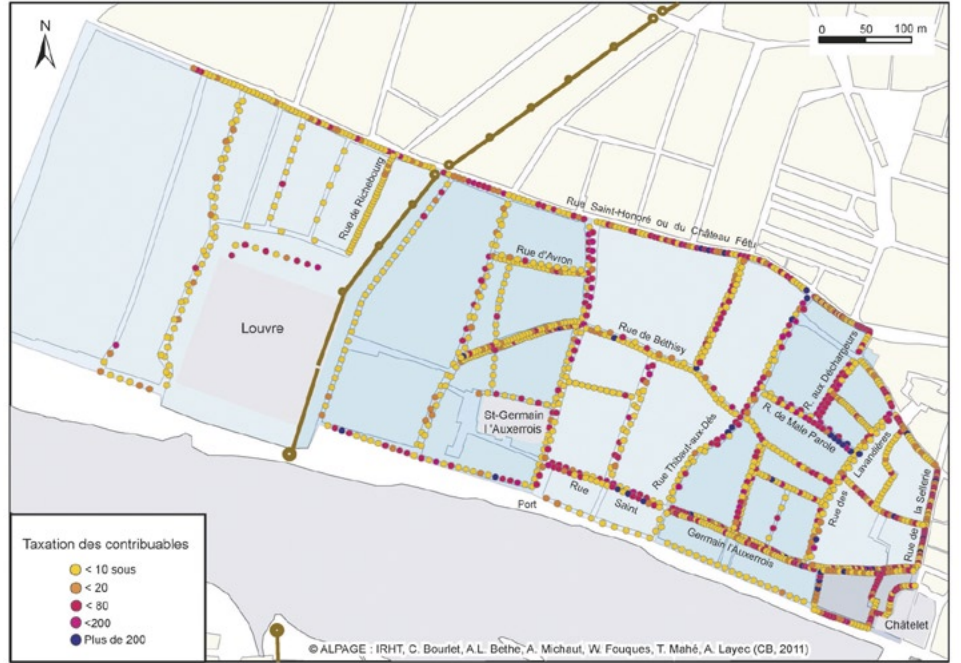 N
0 50 100 m
Rue de Richebourg
Rue Saint-Honoré ou du Château Fêtu
Rue d'Avron
Louvre
Rue de Béthisy
R. aux Déchargeurs
St-Germain
l'Auxerrois
R. de Male Parole
Rue Thibaut-aux-Dés
Rue des Lavandières
Rue de la Sellerie
Rue Saint Germain l'Auxerrois
Port
Châtelet
Taxation des contribuables
< 10 sous
< 20
< 80
<200
Plus de 200
© ALPAGE : IRHT, C. Bourlet, A.L. Bethe, A. Michaut, W. Fouques, T. Mahé, A. Layec (CB, 2011)